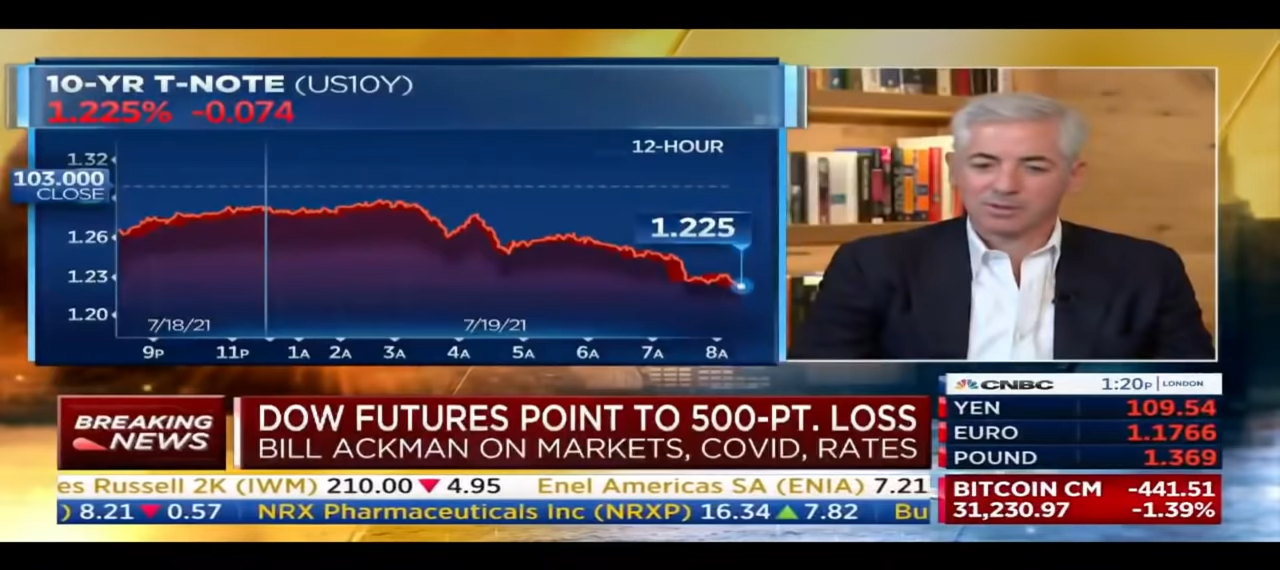 10-YR T-NOTE (US10Y)
1.225% -0.074
12-HOUR
1.32
103.000
CLOSE
1.26
1.23
1.20
1.225
7/18/21 7/19/21
9P 11P 1A 2A 3A 4A 5A 6A 7A 8A
BREAKING
NEWS
DOW FUTURES POINT TO 500-PT. LOSS
BILL ACKMAN ON MARKETS, COVID, RATES
CNBC 1:20P | LONDON
YEN 109.54
EURO 1.1766
POUND 1.369
BITCOIN CM -441.51
31,230.97 -1.39%
es Russell 2K (IWM) 210.00 ▼ 4.95 Enel Americas SA (ENIA) 7.21
) 8.21 ▼ 0.57 NRX Pharmaceuticals Inc (NRXP) 16.34 ▲ 7.82 Bu